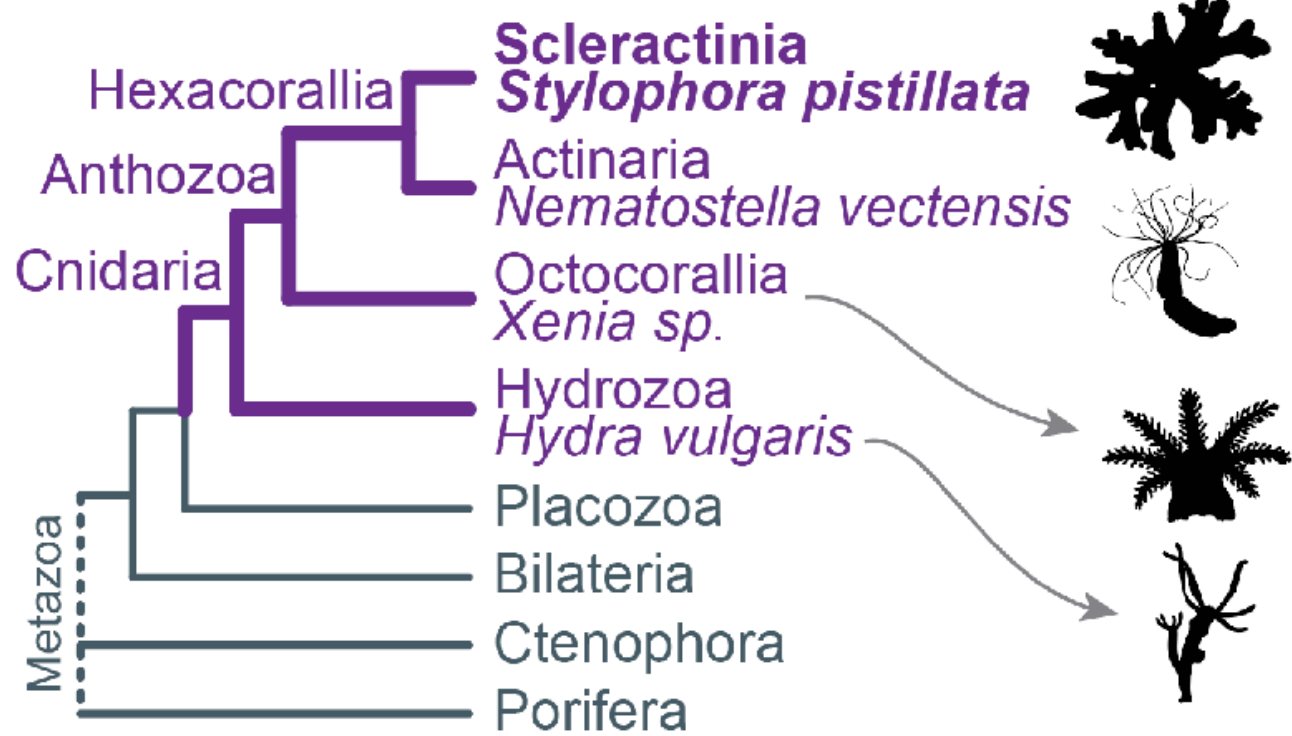 Scleractinia
Hexacorallia
Stylophora pistillata
Actinaria
Anthozoa
Nematostella vectensis
Cnidaria
Octocorallia
Xenia sp.
Hydrozoa
Hydra vulgaris
Placozoa
Bilateria
Metazoa
Ctenophora
Porifera